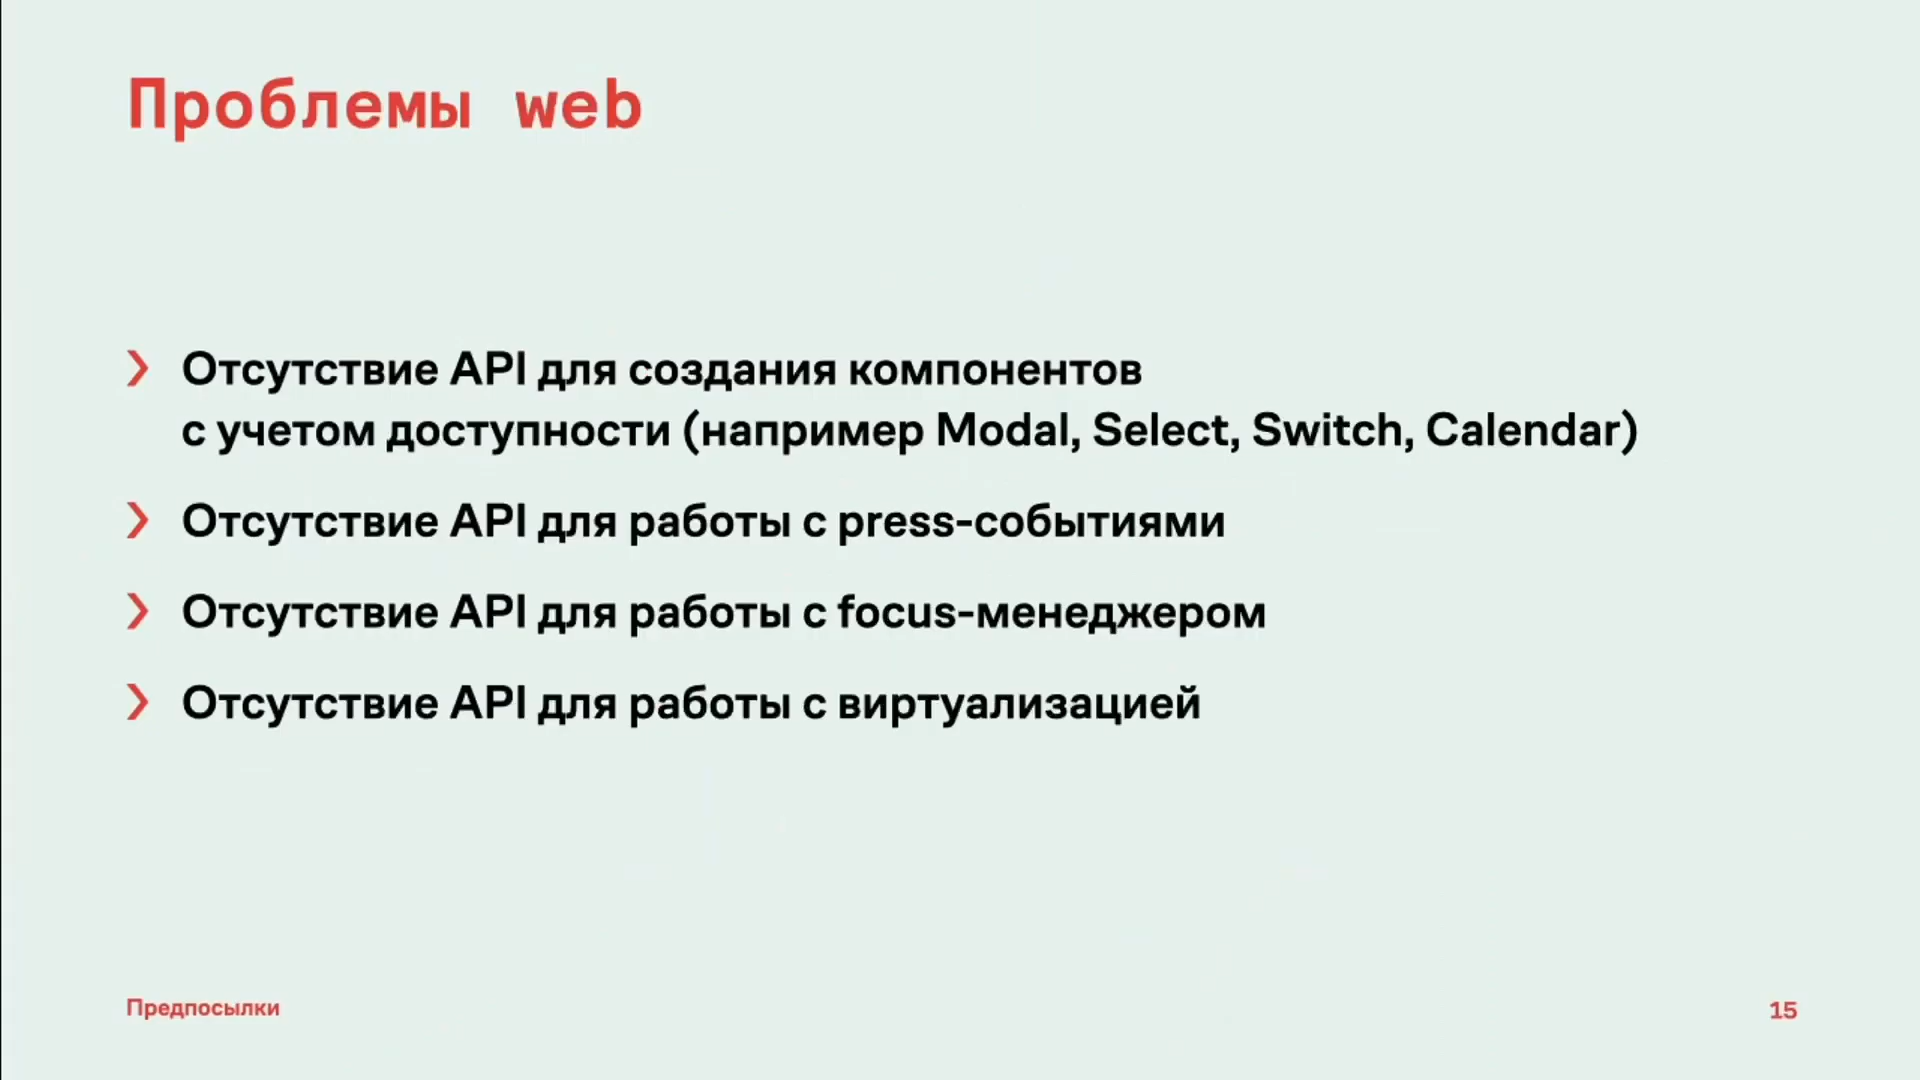 Проблемы web
Отсутствие API для создания компонентов
с учетом доступности (например Modal, Select, Switch, Calendar)
Отсутствие API для работы с press-событиями
Отсутствие API для работы с focus-менеджером
Отсутствие API для работы с виртуализацией
Предпосылки
15